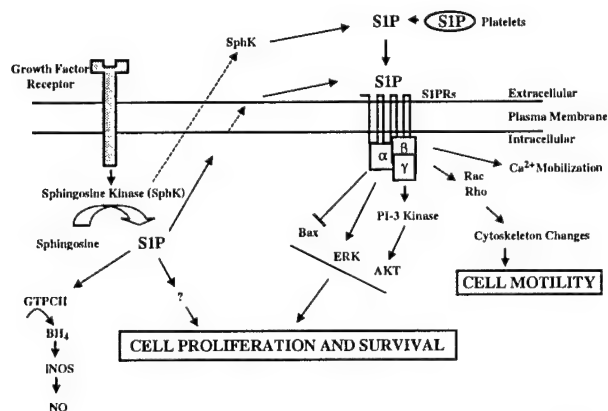 SphK
S1P
S1P
Platelets
Growth Factor
Receptor
S1P
S1PRs
Extracellular
Plasma Membrane
Intracellular
α
β
γ
Ca2+ Mobilization
Rac
Rho
Sphingosine Kinase (SphK)
Bax
PI-3 Kinase
Sphingosine
S1P
Cytoskeleton Changes
ERK
AKT
CELL MOTILITY
GTPCH
?
BH4
CELL PROLIFERATION AND SURVIVAL
INOS
NO